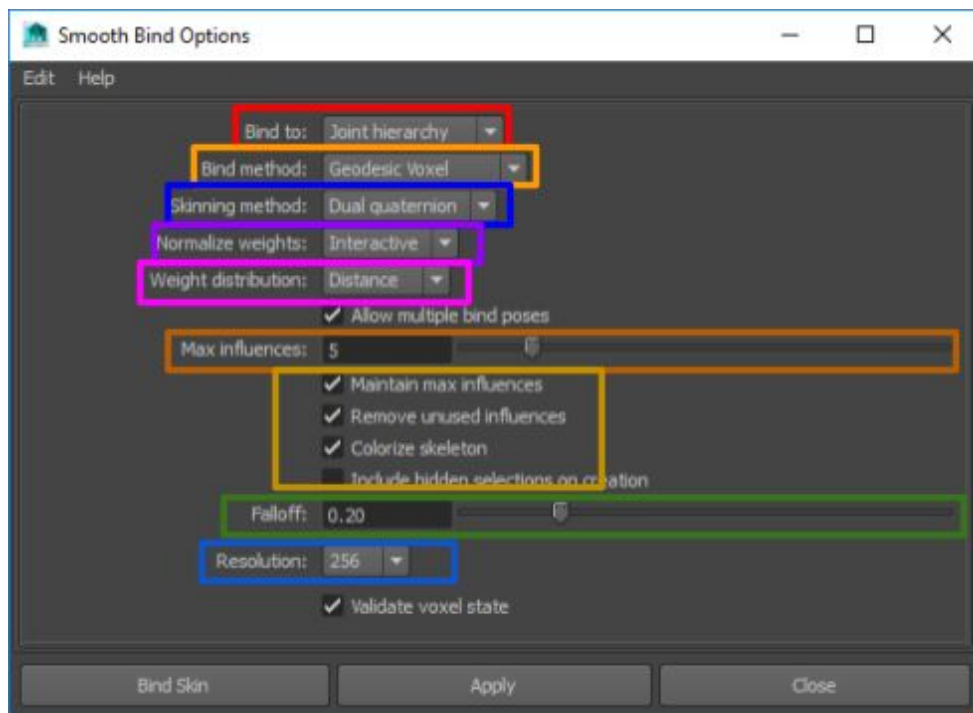 Smooth Bind Options
Edit Help
Bind to: Joint hierarchy
Bind method: Geodesic Voxel
Skinning method: Dual quaternion
Normalize weights: Interactive
Weight distribution: Distance
Allow multiple bind poses
Max influences: 5
Maintain max influences
Remove unused influences
Colorize skeleton
Include hidden selections on creation
Falloff: 0.20
Resolution: 256
Validate voxel state
Bind Skin Apply Close